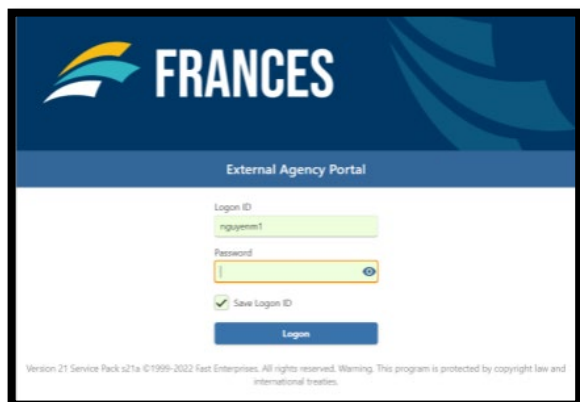 FRANCES
External Agency Portal
Logon ID
nguyenm1
Password
Save Logon ID
Logon
Version 21 Service Pack s21a ©1999-2022 Fast Enterprises. All rights reserved. Warning. This program is protected by copyright law and
international treaties.